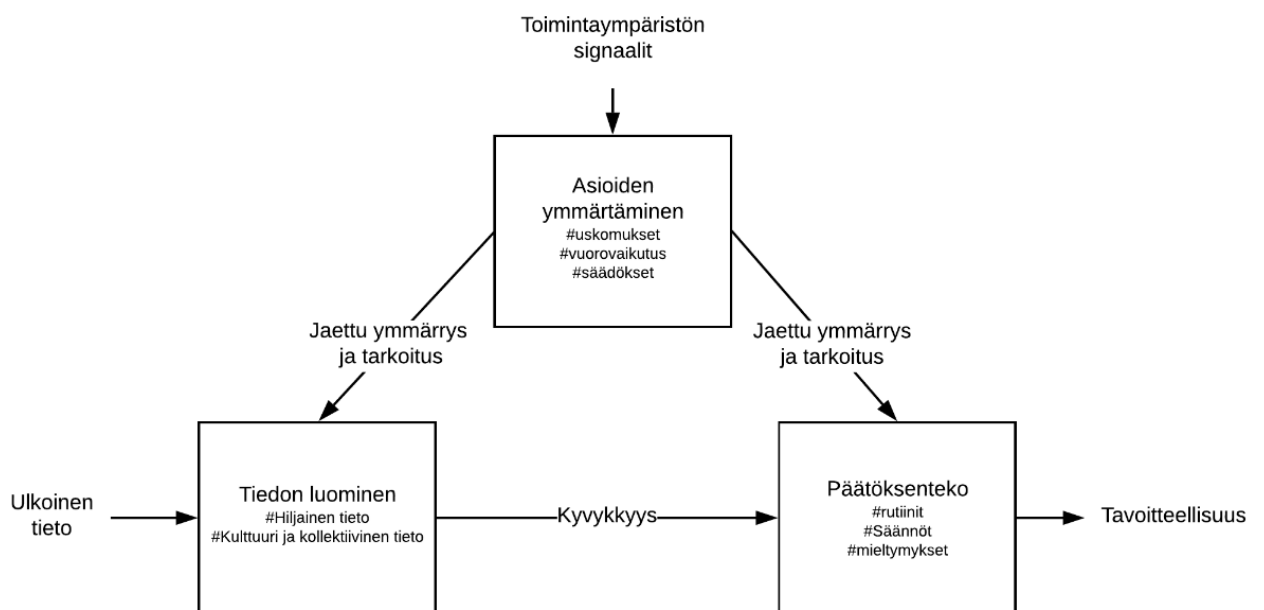 Toimintaympäristön
signaalit
Asioiden
ymmärtäminen
#uskomukset
#vuorovaikutus
#säädökset
Jaettu ymmärrys
ja tarkoitus
Jaettu ymmärrys
ja tarkoitus
Ulkoinen
tieto
Tiedon luominen
#Hiljainen tieto
#Kulttuuri ja kollektiivinen tieto
Kyvykkyys
Päätöksenteko
#rutiinit
#Säännöt
#mieltymykset
Tavoitteellisuus